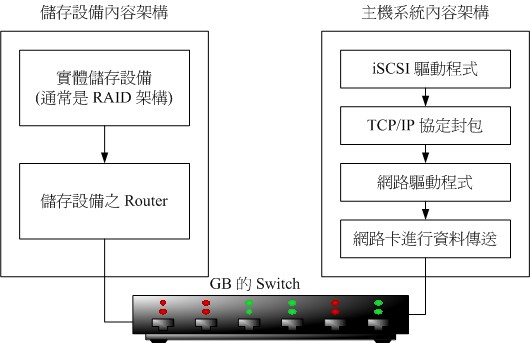 儲存設備內容架構
實體儲存設備
(通常是 RAID 架構)
儲存設備之 Router
主機系統內容架構
iSCSI 驅動程式
TCP/IP 協定封包
網路驅動程式
網路卡進行資料傳送
GB 的 Switch